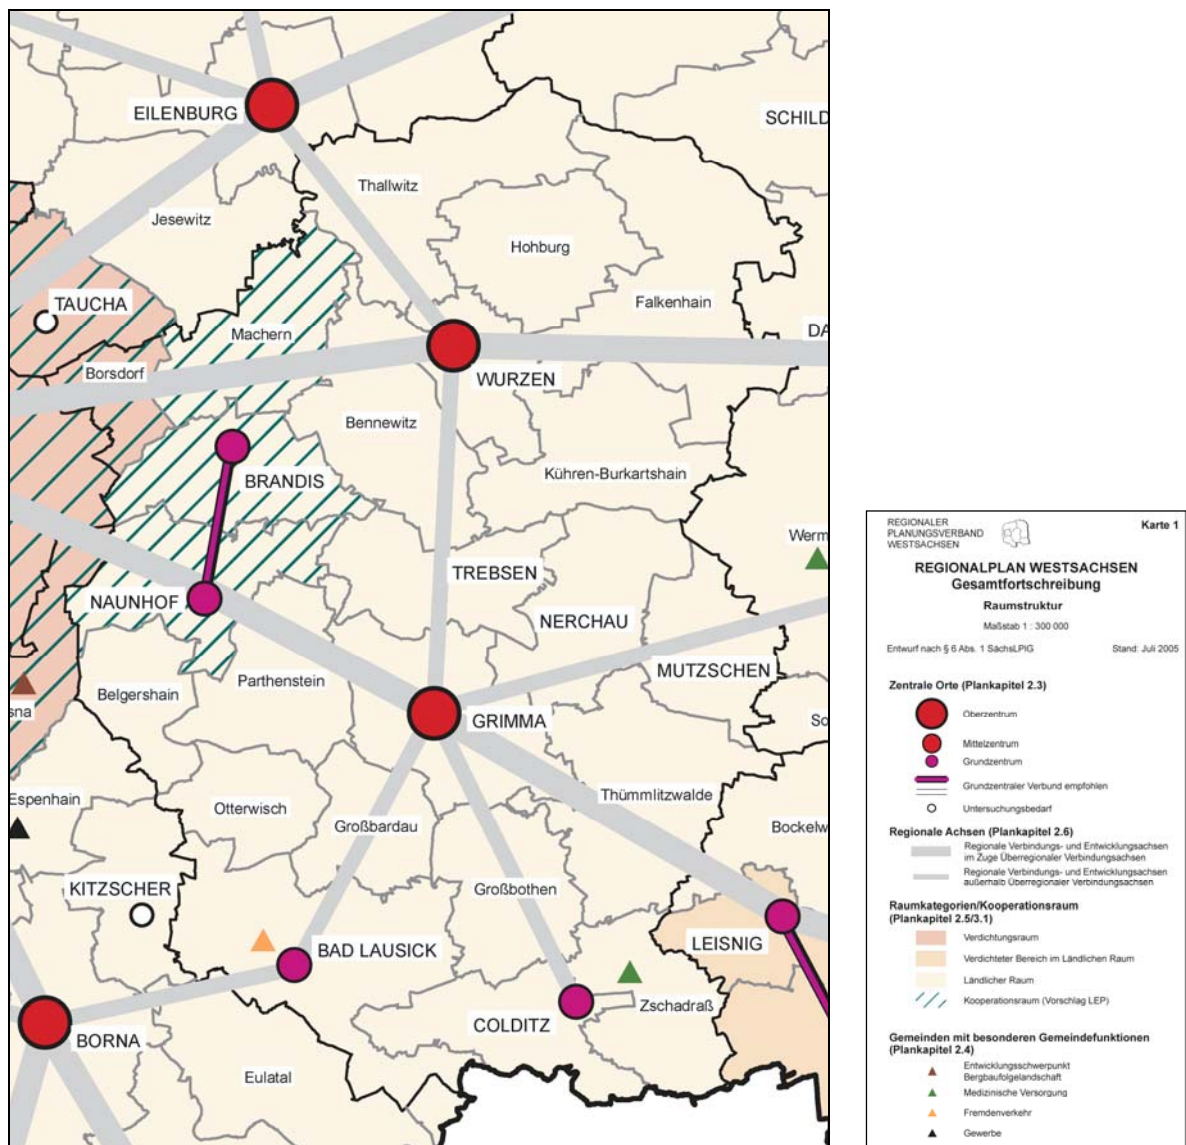 EILENBURG
SCHILD
Thallwitz
Jesewitz
Hohburg
TAUCHA
Falkenhain
Machern
DA
Borsdorf
WURZEN
Bennewitz
BRANDIS
Kühren-Burkartshain
Werm
TREBSEN
NAUNHOF
NERCHAU
MUTZSCHEN
Parthenstein
Belgershain
sna
GRIMMA
So
Espenhain
Otterwisch
Thümmlitzwalde
Großbardau
Bockelw
KITZSCHER
Großbothen
BAD LAUSICK
LEISNIG
Zschadraß
COLDITZ
BORNA
Eulatal
REGIONALER
PLANUNGSVERBAND
WESTSACHSEN
Karte 1
REGIONALPLAN WESTSACHSEN
Gesamtfortschreibung
Raumstruktur
Maßstab 1 : 300 000
Entwurf nach § 6 Abs. 1 SächsLPlG Stand: Juli 2005
Zentrale Orte (Plankapitel 2.3)
Oberzentrum
Mittelzentrum
Grundzentrum
Grundzentraler Verbund empfohlen
Untersuchungsbedarf
Regionale Achsen (Plankapitel 2.6)
Regionale Verbindungs- und Entwicklungsachsen
im Zuge Überregionaler Verbindungsachsen
Regionale Verbindungs- und Entwicklungsachsen
außerhalb Überregionaler Verbindungsachsen
Raumkategorien/Kooperationsraum
(Plankapitel 2.5/3.1)
Verdichtungsraum
Verdichteter Bereich im Ländlichen Raum
Ländlicher Raum
Kooperationsraum (Vorschlag LEP)
Gemeinden mit besonderen Gemeindefunktionen
(Plankapitel 2.4)
Entwicklungsschwerpunkt
Bergbaufolgelandschaft
Medizinische Versorgung
Fremdenverkehr
Gewerbe